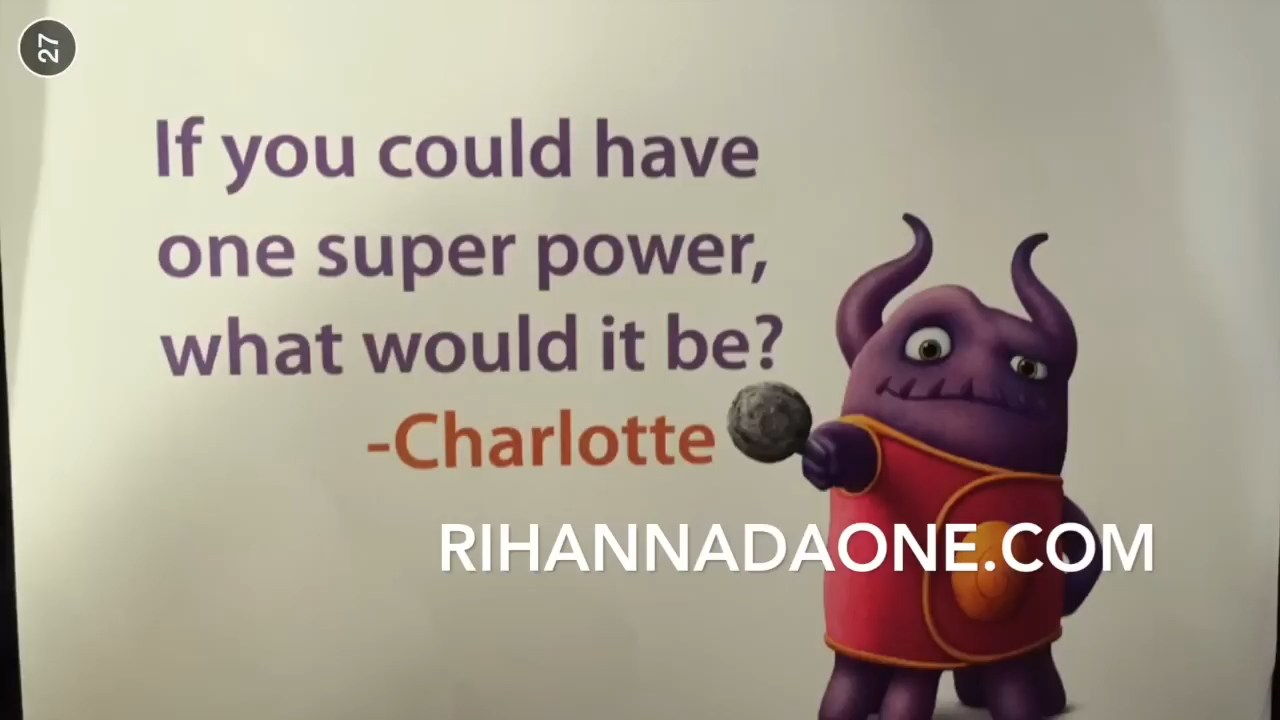 27
If you could have
one super power,
what would it be?
-Charlotte
RIHANNADAONE.COM